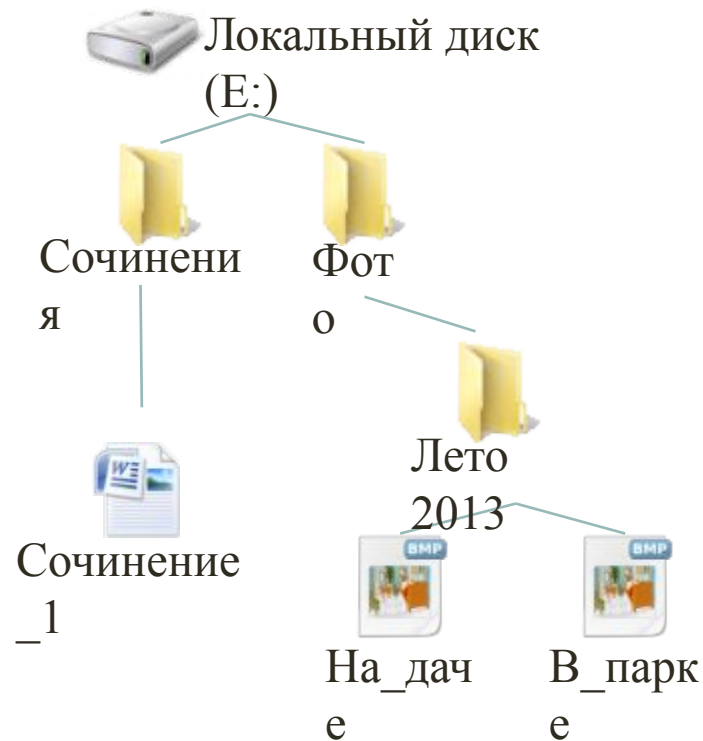 Локальный диск
(E:)
Сочинени
я
Фот
о
Лето
2013
W
Сочинение
_1
BMP
BMP
На_дач
е
В_парк
е